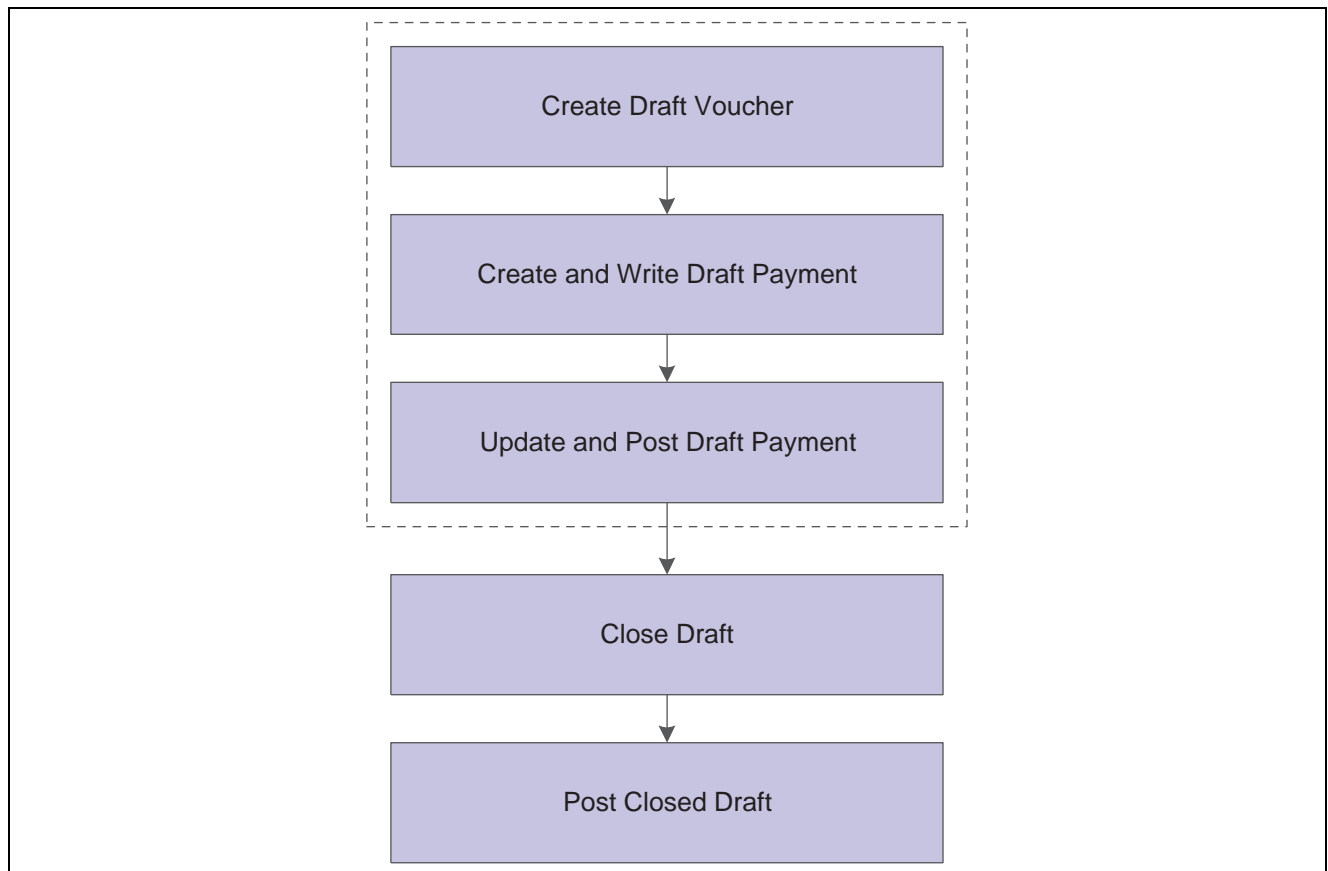 Create Draft Voucher
Create and Write Draft Payment
Update and Post Draft Payment
Close Draft
Post Closed Draft